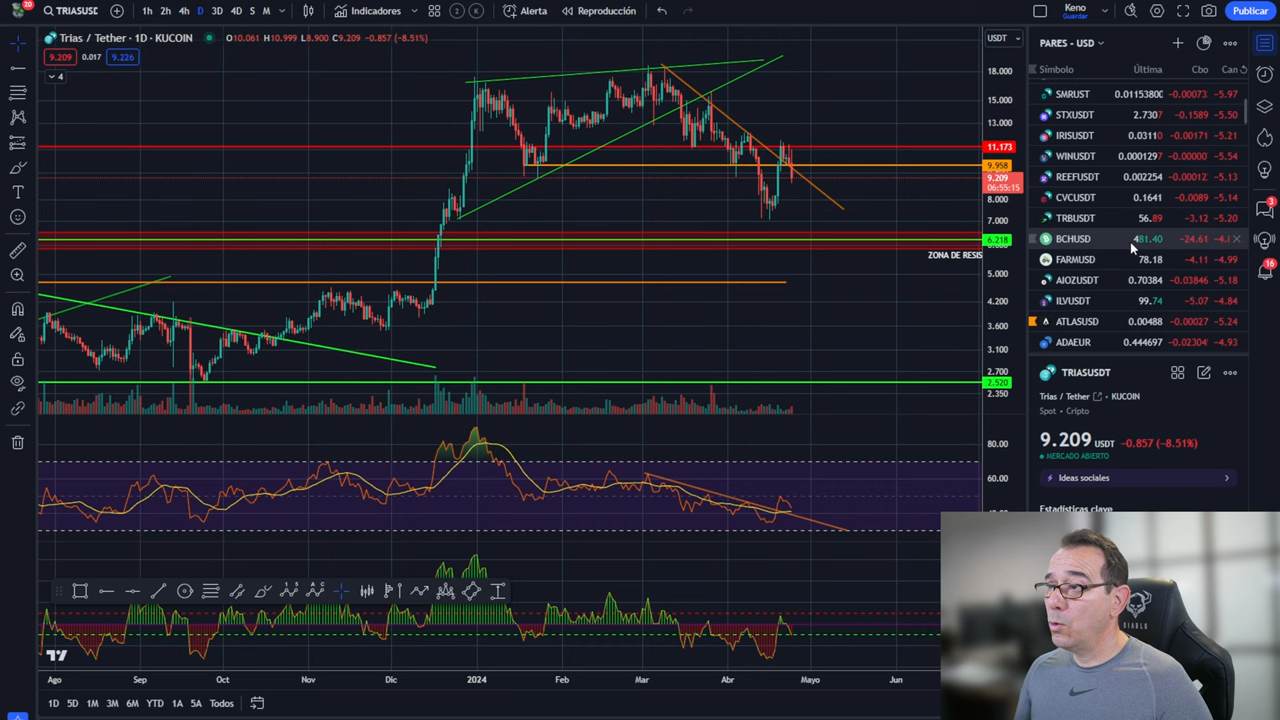 20
TRIASUSD
1h 2h 4h D 3D 4D S M
Indicadores
2
K
Alerta
Reproducción
Keno
Guardar
Publicar
Trias / Tether · 1D · KUCOIN
O10.061 H10.999 L8.900 C9.209 −0.857 (−8.51%)
9.209 0.017 9.226
4
USDT
18.000
15.000
13.000
11.173
9.958
9.209
06:55:15
8.000
7.000
6.218
ZONA DE RESIS
5.000
4.200
3.600
3.100
2.700
2.520
2.350
80.00
60.00
Ago Sep Oct Nov Dic 2024 Feb Mar Abr Mayo Jun
1D 5D 1M 3M 6M YTD 1A 5A Todos
PARES - USD
Símbolo Última Cbo Can
SMRUST 0.01153800 -0.00073 -5.97
STXUSDT 2.7307 -0.1589 -5.50
IRISUSDT 0.03110 -0.00171 -5.21
WINUSDT 0.0001297 -0.00000 -5.14
REEFUSDT 0.002254 -0.00012 -5.13
CVCUSDT 0.1641 -0.0089 -5.14
TRBUSDT 56.89 -3.12 -5.20
BCHUSD 481.40 -24.61
FARMUSD 78.18 -4.11 -4.99
AIOZUSDT 0.70384 -0.03846 -5.18
ILVUSDT 99.74 -5.07 -4.84
ATLASUSD 0.00488 -0.00027 -5.24
ADAEUR 0.444697 -0.02304 -4.93
TRIASUSDT
Trias / Tether · KUCOIN
Spot · Cripto
9.209 USDT −0.857 (−8.51%)
MERCADO ABIERTO
Ideas sociales
Estadísticas clave
3
16
DIABLO